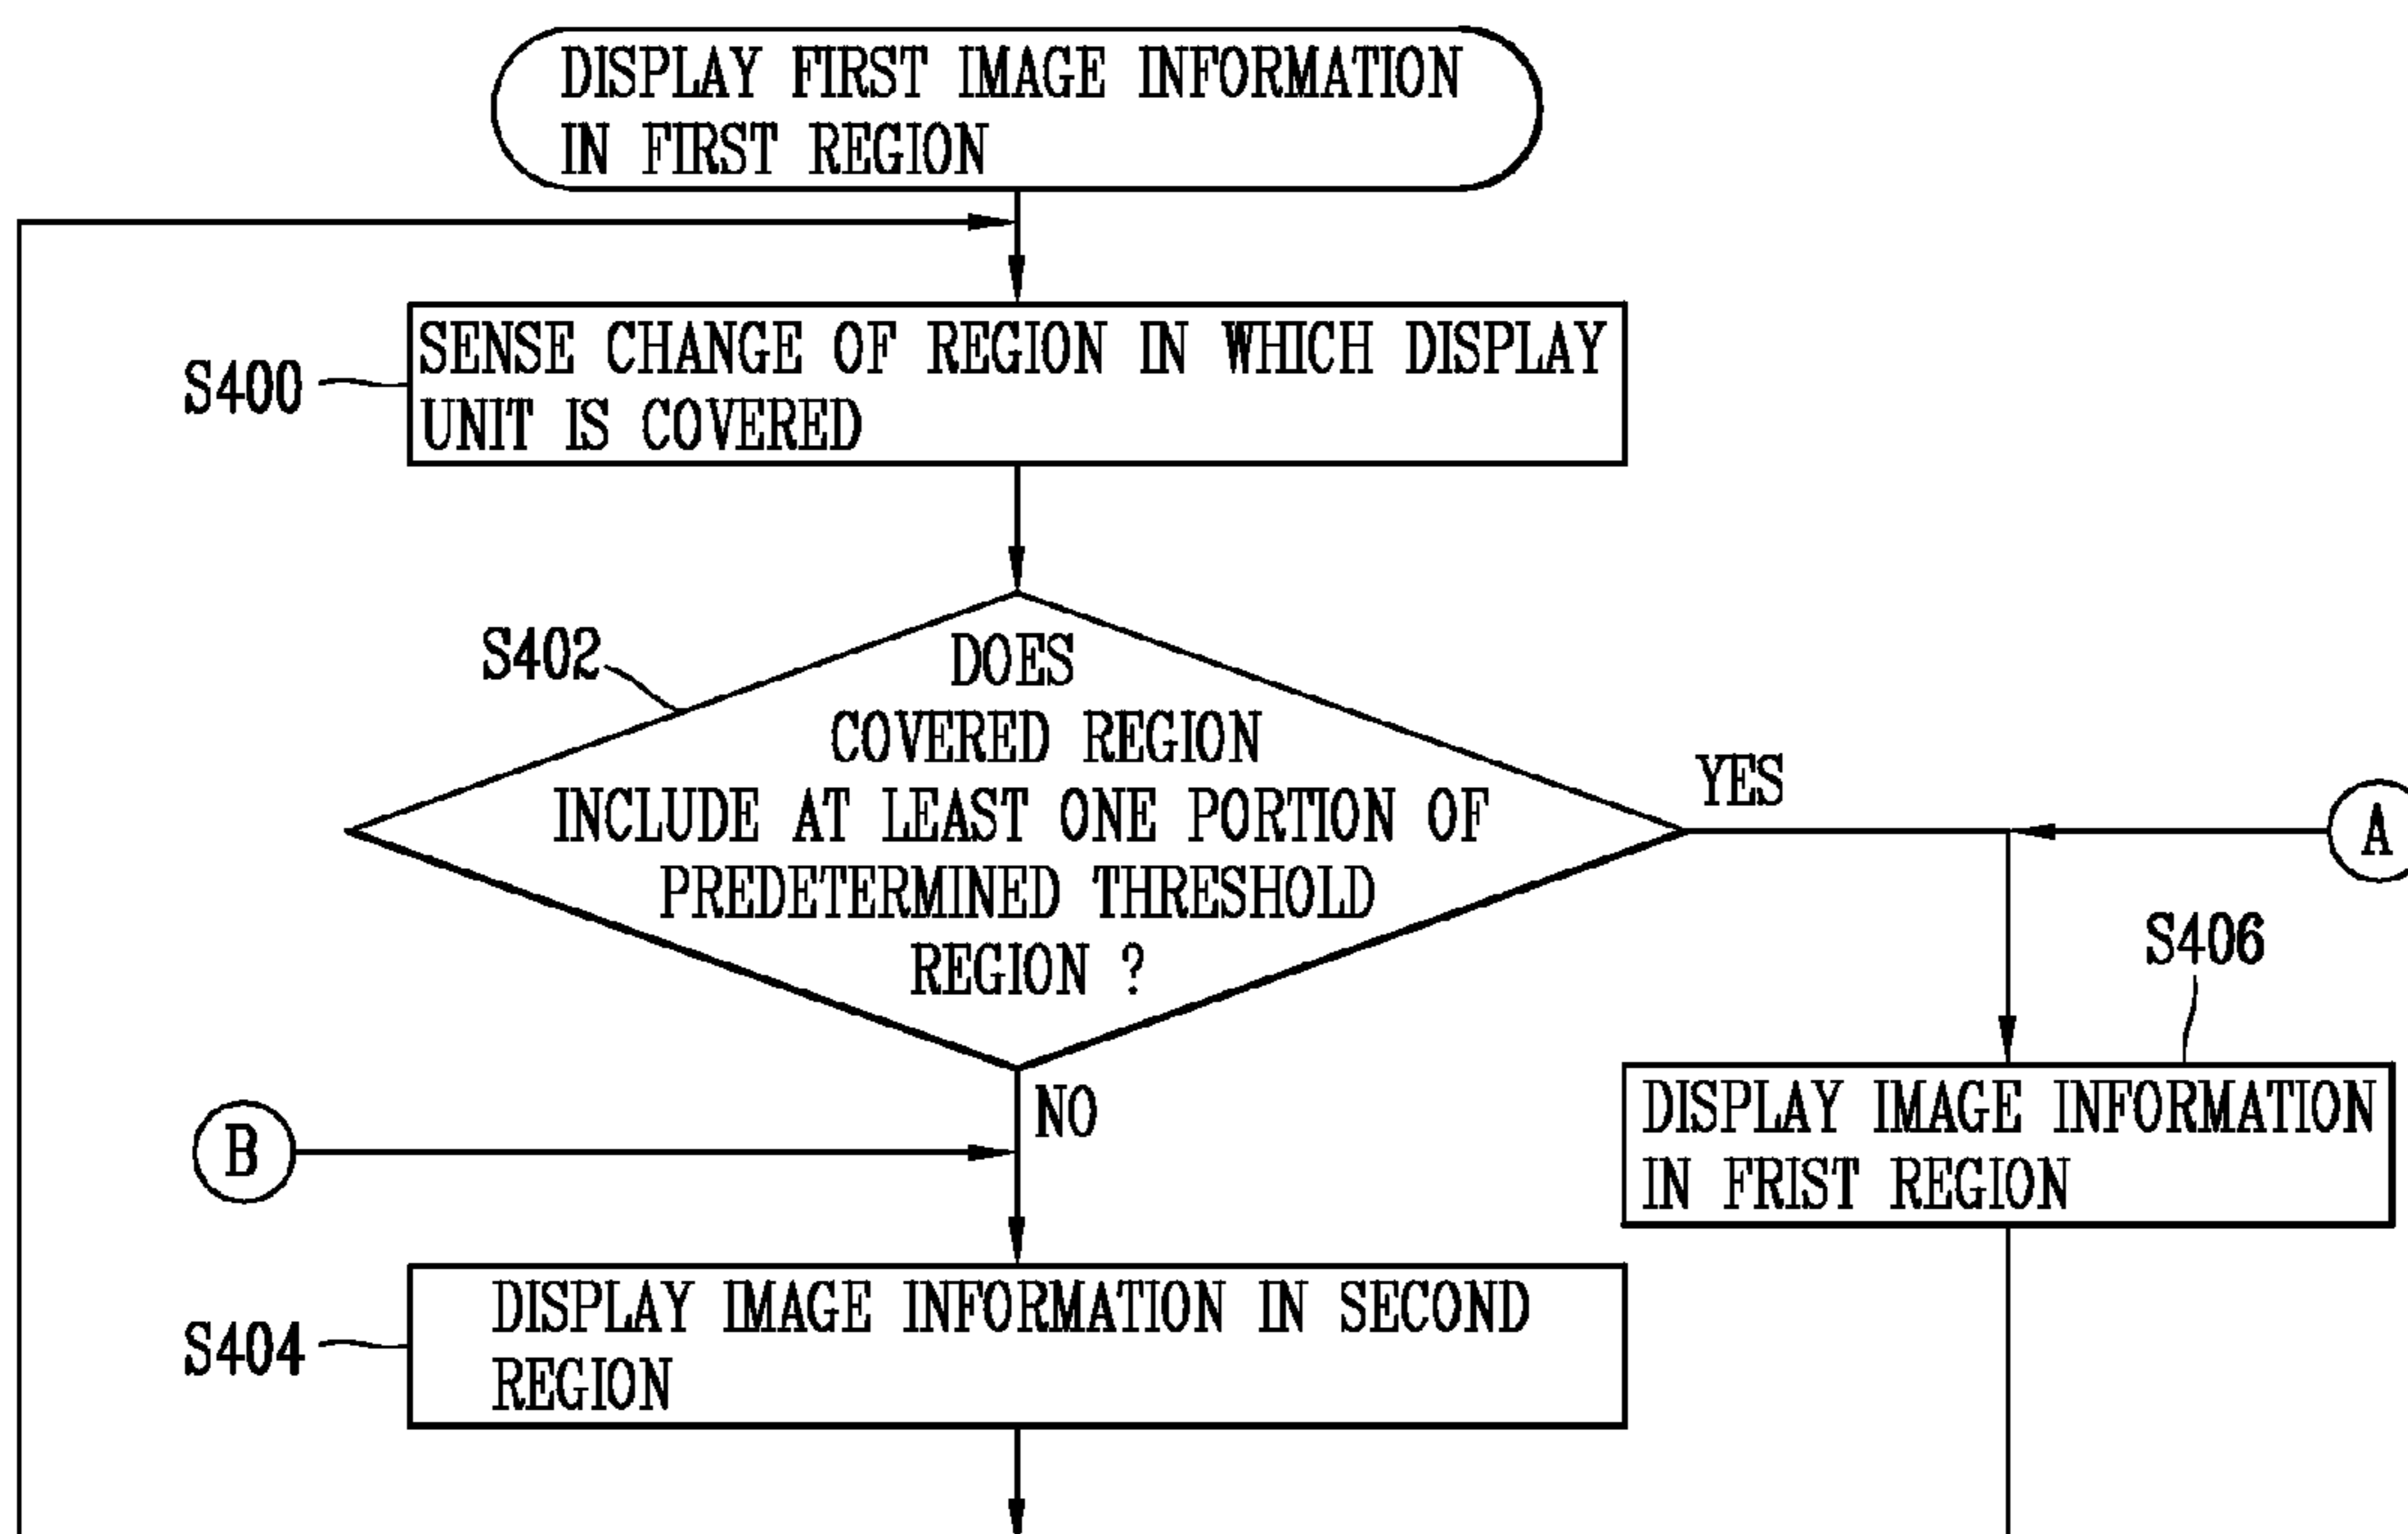 DISPLAY FIRST IMAGE INFORMATION
IN FIRST REGION
S400
SENSE CHANGE OF REGION IN WHICH DISPLAY
UNIT IS COVERED
S402
DOES
COVERED REGION
INCLUDE AT LEAST ONE PORTION OF
PREDETERMINED THRESHOLD
REGION ?
YES
A
S406
DISPLAY IMAGE INFORMATION
IN FRIST REGION
NO
B
S404
DISPLAY IMAGE INFORMATION IN SECOND
REGION